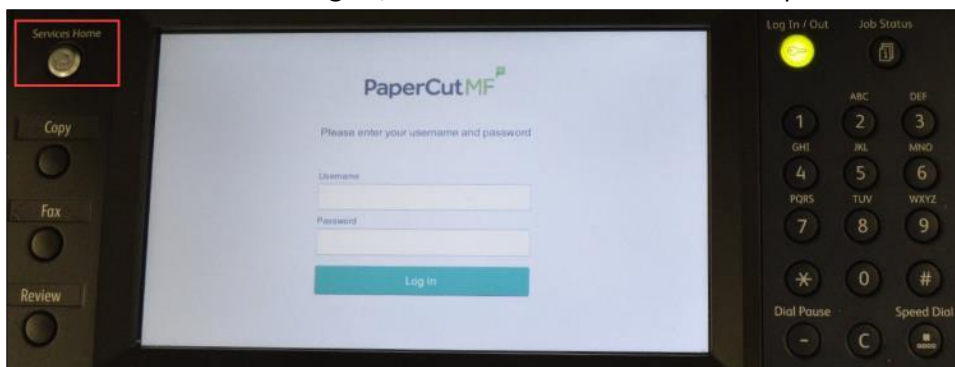 Services Home
Copy
Fax
Review
PaperCut MF
Please enter your username and password
Username
Password
Log in
Log In / Out
Job Status
1
ABC
2
DEF
3
GHI
4
JKL
5
MNO
6
PQRS
7
TUV
8
WXYZ
9
*
0
#
Dial Pause
-
C
Speed Dial